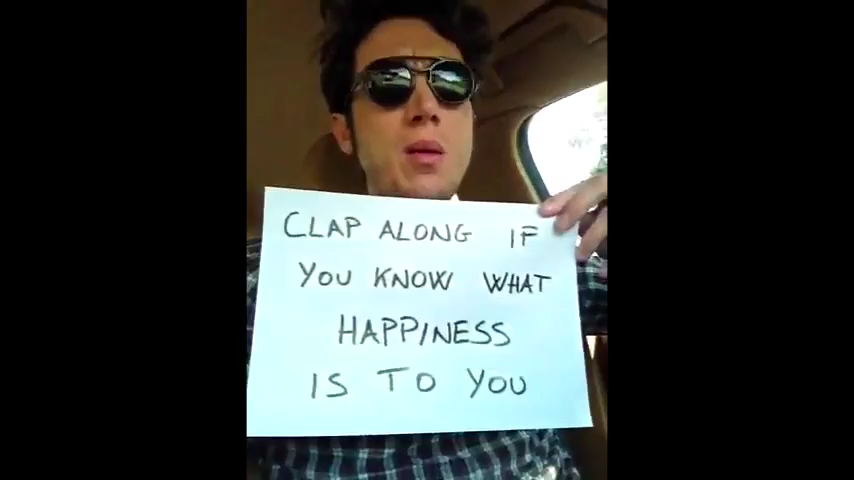 CLAP ALONG IF
YOU KNOW WHAT
HAPPINESS
IS TO YOU